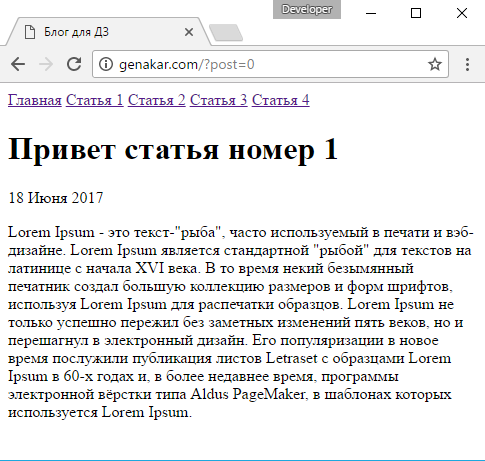 Developer
Блог для ДЗ
genakar.com/?post=0
Главная Статья 1 Статья 2 Статья 3 Статья 4
Привет статья номер 1
18 Июня 2017
Lorem Ipsum - это текст-"рыба", часто используемый в печати и вэб-
дизайне. Lorem Ipsum является стандартной "рыбой" для текстов на
латинице с начала XVI века. В то время некий безымянный
печатник создал большую коллекцию размеров и форм шрифтов,
используя Lorem Ipsum для распечатки образцов. Lorem Ipsum не
только успешно пережил без заметных изменений пять веков, но и
перешагнул в электронный дизайн. Его популяризации в новое
время послужили публикация листов Letraset с образцами Lorem
Ipsum в 60-х годах и, в более недавнее время, программы
электронной вёрстки типа Aldus PageMaker, в шаблонах которых
используется Lorem Ipsum.